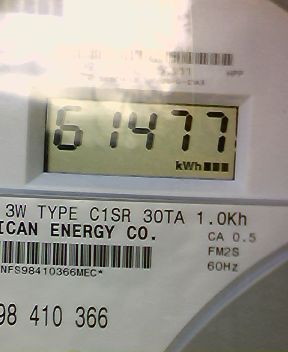 61477
kWh
3W TYPE C1SR 30TA 1.0Kh
ICAN ENERGY CO.
CA 0.5
FM2S
NFS98410366MEC*
60Hz
98 410 366